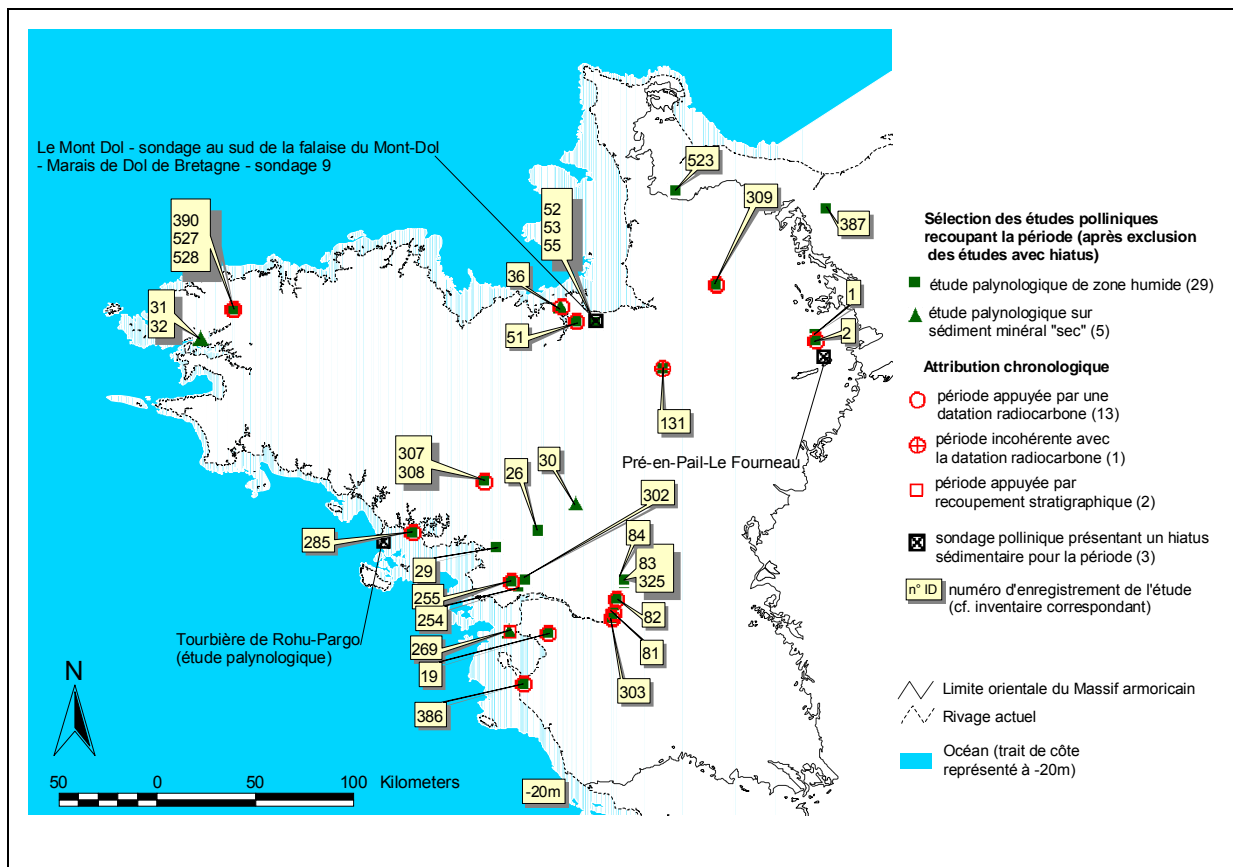 Le Mont Dol - sondage au sud de la falaise du Mont-Dol
- Marais de Dol de Bretagne - sondage 9
52
53
55
523
309
387
390
527
528
36
1
31
32
51
2
131
Pré-en-Pail-Le Fourneau
307
308
26
30
302
285
84
83
325
29
255
82
254
Tourbière de Rohu-Pargo
(étude palynologique)
269
81
19
303
386
N
50
0
50
100
Kilometers
-20m
Sélection des études polliniques
recoupant la période (après exclusion
des études avec hiatus)
étude palynologique de zone humide (29)
étude palynologique sur
sédiment minéral "sec" (5)
Attribution chronologique
période appuyée par une
datation radiocarbone (13)
période incohérente avec
la datation radiocarbone (1)
période appuyée par
recoupement stratigraphique (2)
sondage pollinique présentant un hiatus
sédimentaire pour la période (3)
n° ID
numéro d'enregistrement de l'étude
(cf. inventaire correspondant)
Limite orientale du Massif armoricain
Rivage actuel
Océan (trait de côte
représenté à -20m)